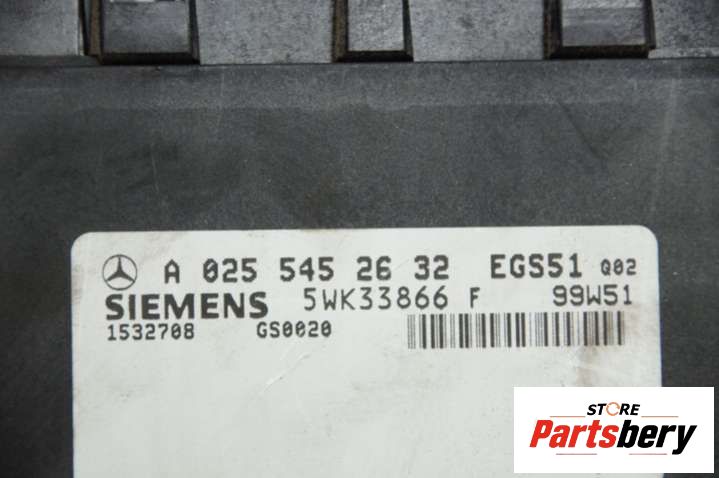 A 025 545 26 32 EGS51 Q02
SIEMENS 5WK33866 F 99W51
1532708 GS0020
STORE
Partsbery